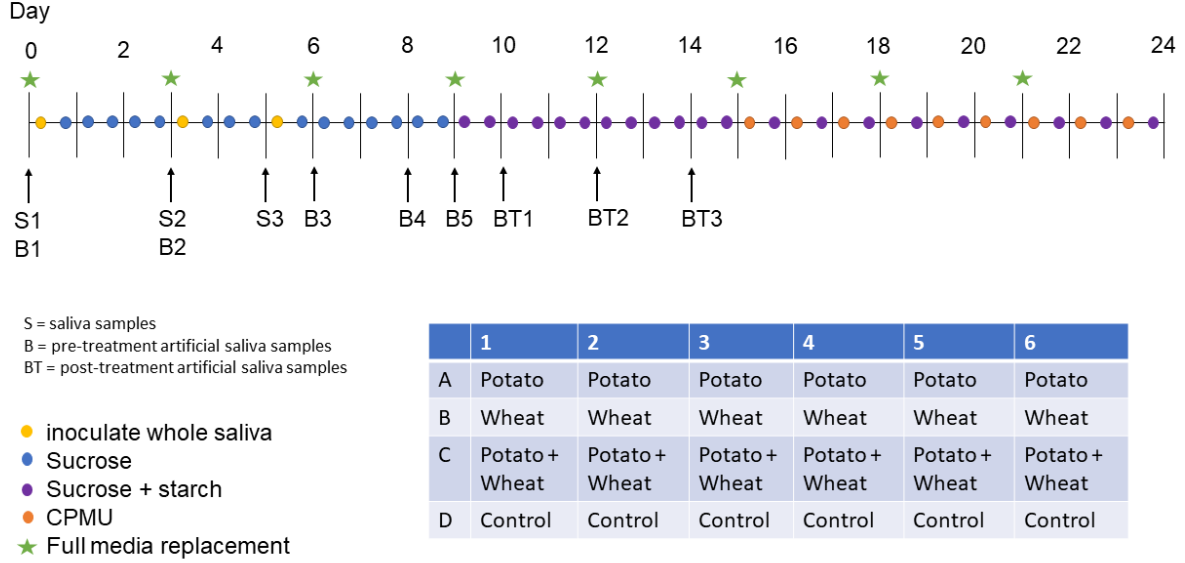 Day
0 2 4 6 8 10 12 14 16 18 20 22 24
S1 S2 S3 B3 B4 B5 BT1 BT2 BT3
B1 B2
S = saliva samples
B = pre-treatment artificial saliva samples
BT = post-treatment artificial saliva samples
inoculate whole saliva
Sucrose
Sucrose + starch
CPMU
Full media replacement
1 2 3 4 5 6
A Potato Potato Potato Potato Potato Potato
B Wheat Wheat Wheat Wheat Wheat Wheat
C Potato + Potato + Potato + Potato + Potato + Potato +
Wheat Wheat Wheat Wheat Wheat Wheat
D Control Control Control Control Control Control